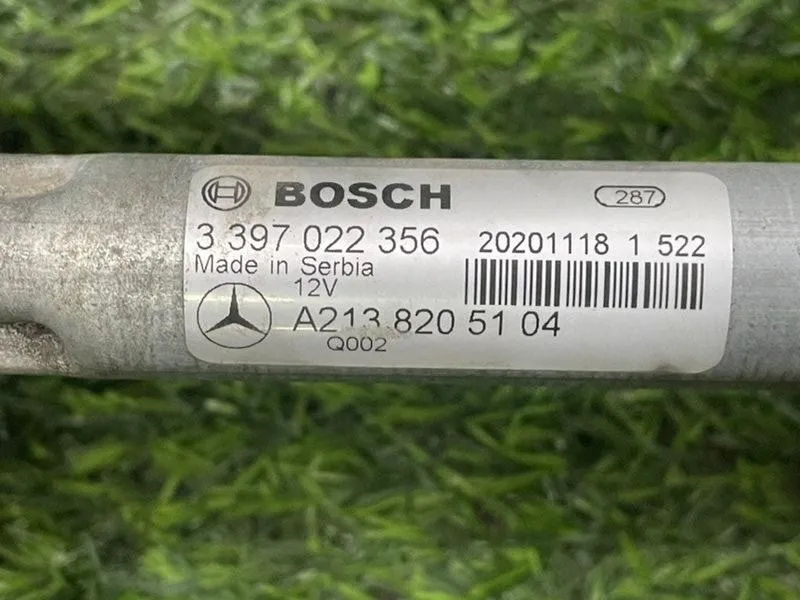 BOSCH
287
3 397 022 356
20201118 1 522
Made in Serbia
12V
A213 820 51 04
Q002